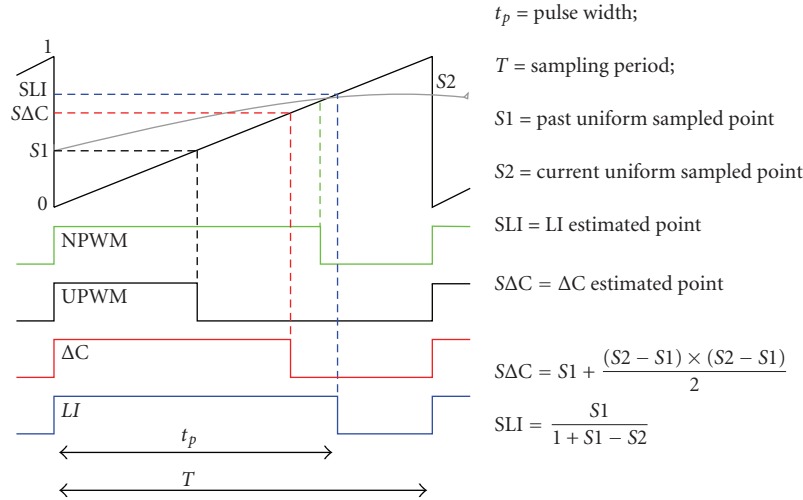 1
SLI
SΔC
S1
0
S2
NPWM
UPWM
ΔC
LI
t_p
T
t_p = pulse width;
T = sampling period;
S1 = past uniform sampled point
S2 = current uniform sampled point
SLI = LI estimated point
SΔC = ΔC estimated point
SΔC = S1 + \frac{(S2 − S1) × (S2 − S1)}{2}
SLI = \frac{S1}{1 + S1 − S2}